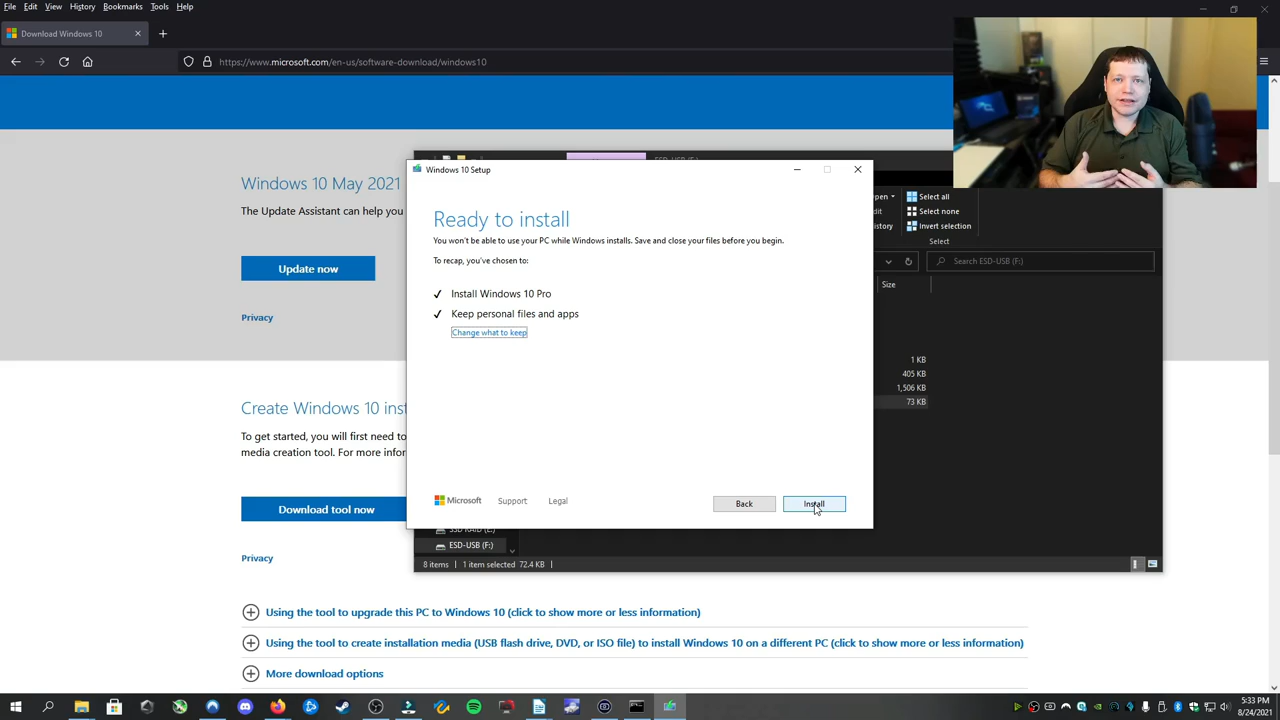 File Edit View History Bookmarks Tools Help
Download Windows 10
https://www.microsoft.com/en-us/software-download/windows10
Windows 10 May 2021
The Update Assistant can help you
Update now
Privacy
Create Windows 10 inst
To get started, you will first need to
media creation tool. For more infor
Download tool now
Privacy
Using the tool to upgrade this PC to Windows 10 (click to show more or less information)
Using the tool to create installation media (USB flash drive, DVD, or ISO file) to install Windows 10 on a different PC (click to show more or less information)
More download options
Windows 10 Setup
Ready to install
You won't be able to use your PC while Windows installs. Save and close your files before you begin.
To recap, you've chosen to:
✓ Install Windows 10 Pro
✓ Keep personal files and apps
Change what to keep
Microsoft Support Legal
Back Install
pen
Select all
dit
Select none
istory
Invert selection
Select
Search ESD-USB (F:)
Size
1 KB
405 KB
1,506 KB
73 KB
SSD RAID (E:)
ESD-USB (F:)
8 items 1 item selected 72.4 KB
5:33 PM
8/24/2021